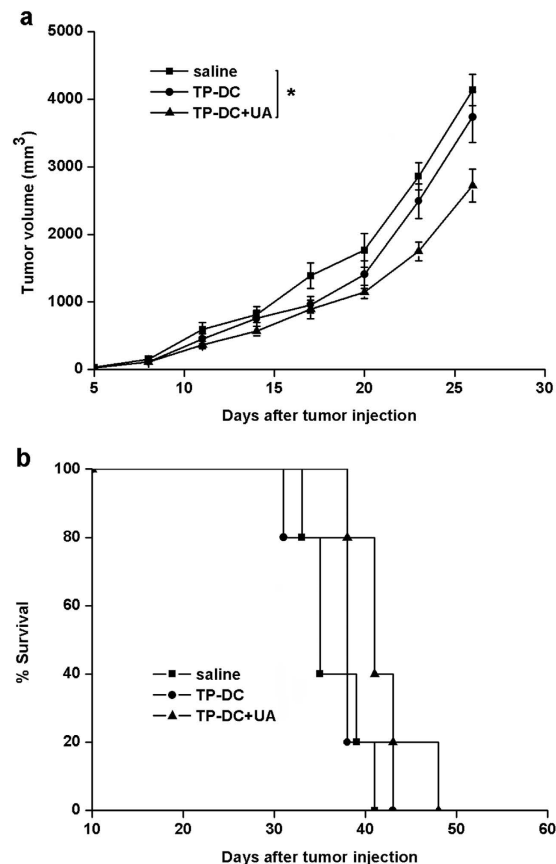 a
5000
4000
3000
2000
1000
0
Tumor volume (mm³)
saline
TP-DC
TP-DC+UA
*
5 10 15 20 25 30
Days after tumor injection
b
100
80
60
40
20
0
% Survival
saline
TP-DC
TP-DC+UA
10 20 30 40 50 60
Days after tumor injection